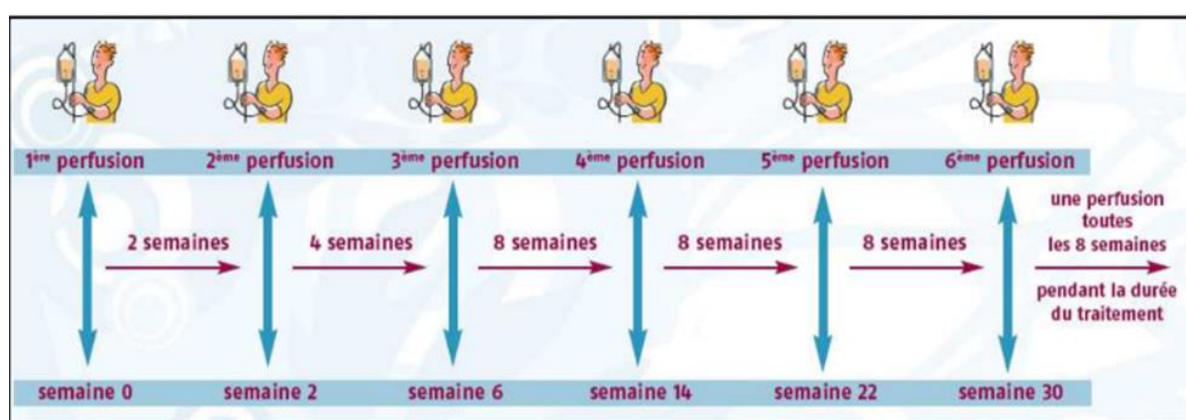 1ère perfusion 2ème perfusion 3ème perfusion 4ème perfusion 5ème perfusion 6ème perfusion
2 semaines 4 semaines 8 semaines 8 semaines 8 semaines
une perfusion
toutes
les 8 semaines
pendant la durée
du traitement
semaine 0 semaine 2 semaine 6 semaine 14 semaine 22 semaine 30